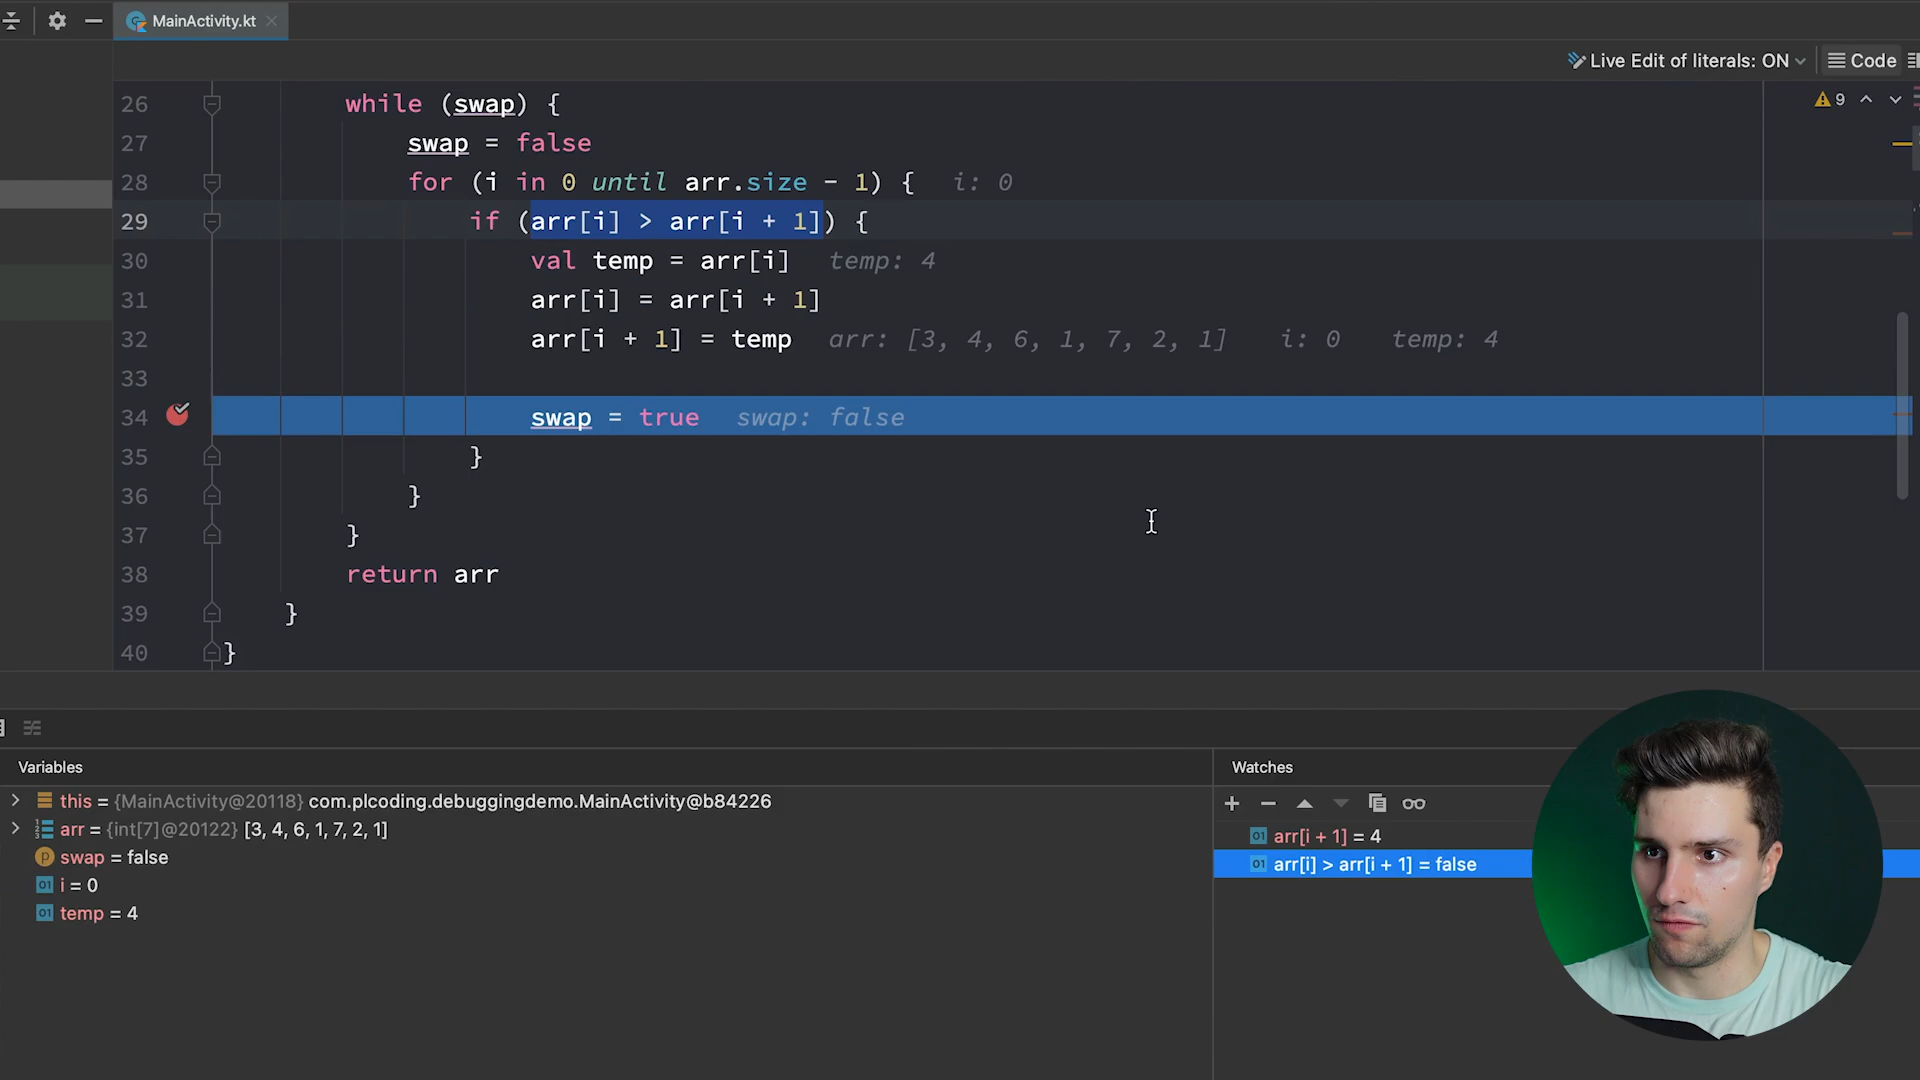 MainActivity.kt
Live Edit of literals: ON
Code
9
26 while (swap) {
27 swap = false
28 for (i in 0 until arr.size - 1) { i: 0
29 if (arr[i] > arr[i + 1]) {
30 val temp = arr[i] temp: 4
31 arr[i] = arr[i + 1]
32 arr[i + 1] = temp arr: [3, 4, 6, 1, 7, 2, 1] i: 0 temp: 4
33
34 swap = true swap: false
35 }
36 }
37 }
38 return arr
39 }
40 }
Variables
this = {MainActivity@20118} com.plcoding.debuggingdemo.MainActivity@b84226
arr = {int[7]@20122} [3, 4, 6, 1, 7, 2, 1]
swap = false
i = 0
temp = 4
Watches
arr[i + 1] = 4
arr[i] > arr[i + 1] = false